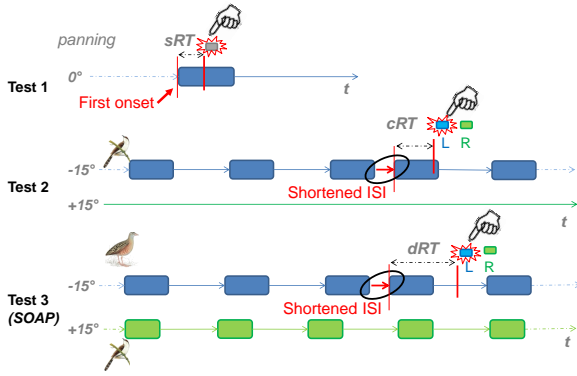 panning
sRT
Test 1
0°
t
First onset
cRT
L R
Test 2
-15°
Shortened ISI
+15°
t
dRT
L R
Test 3
(SOAP)
-15°
Shortened ISI
+15°
t